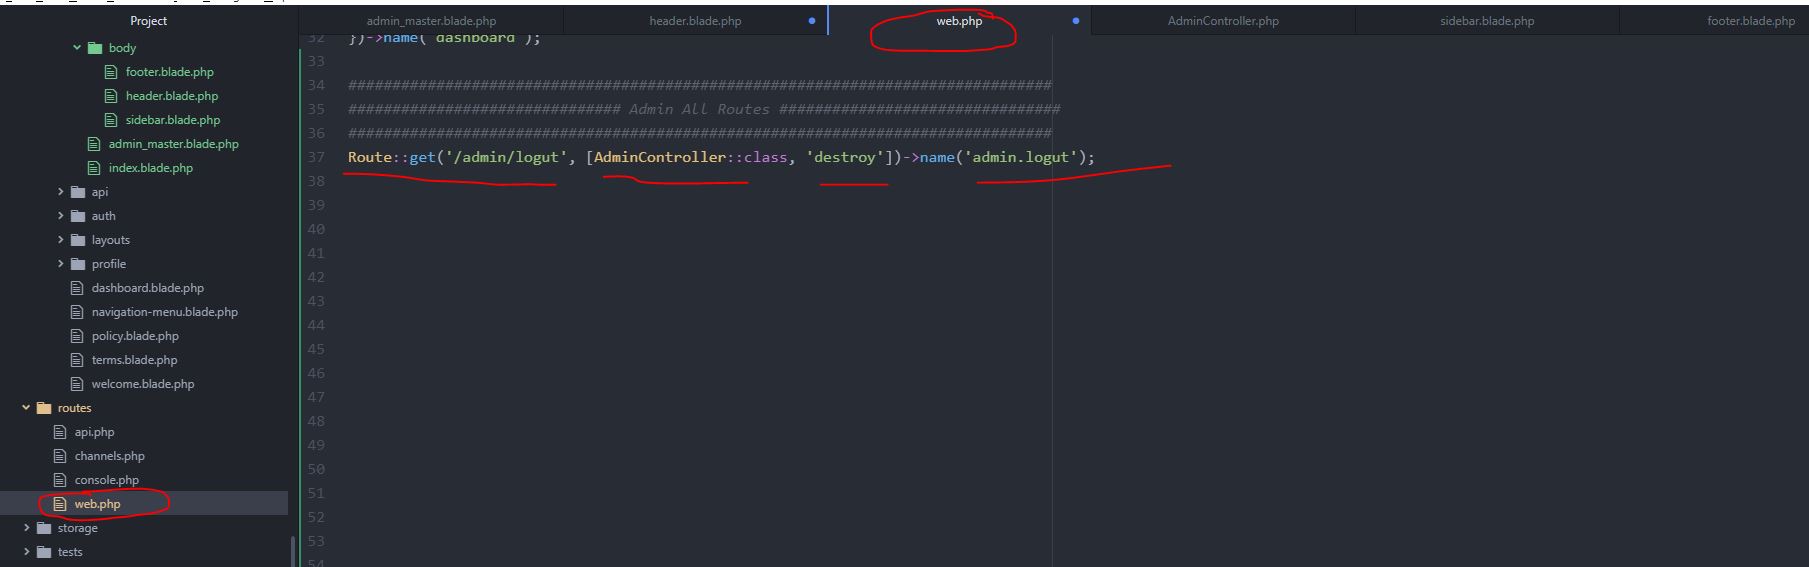 Project
admin_master.blade.php
header.blade.php
web.php
AdminController.php
sidebar.blade.php
footer.blade.php
body
footer.blade.php
header.blade.php
sidebar.blade.php
admin_master.blade.php
index.blade.php
api
auth
layouts
profile
dashboard.blade.php
navigation-menu.blade.php
policy.blade.php
terms.blade.php
welcome.blade.php
routes
api.php
channels.php
console.php
web.php
storage
tests
32 })->name('dashboard');
33
34 ################################################################################
35 ############################### Admin All Routes ################################
36 ################################################################################
37 Route::get('/admin/logut', [AdminController::class, 'destroy'])->name('admin.logut');
38
39
40
41
42
43
44
45
46
47
48
49
50
51
52
53
54